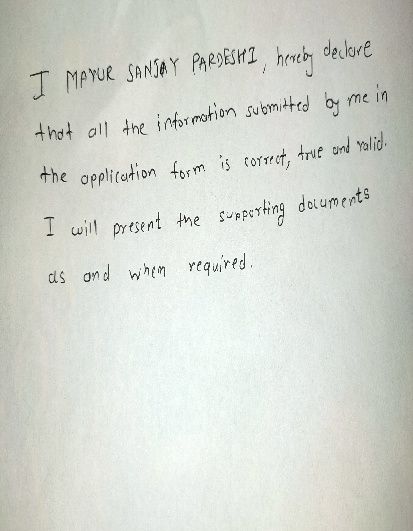 I MAYUR SANJAY PARDESHI, hereby declare
that all the information submitted by me in
the application form is correct, true and valid.
I will present the supporting documents
as and when required.